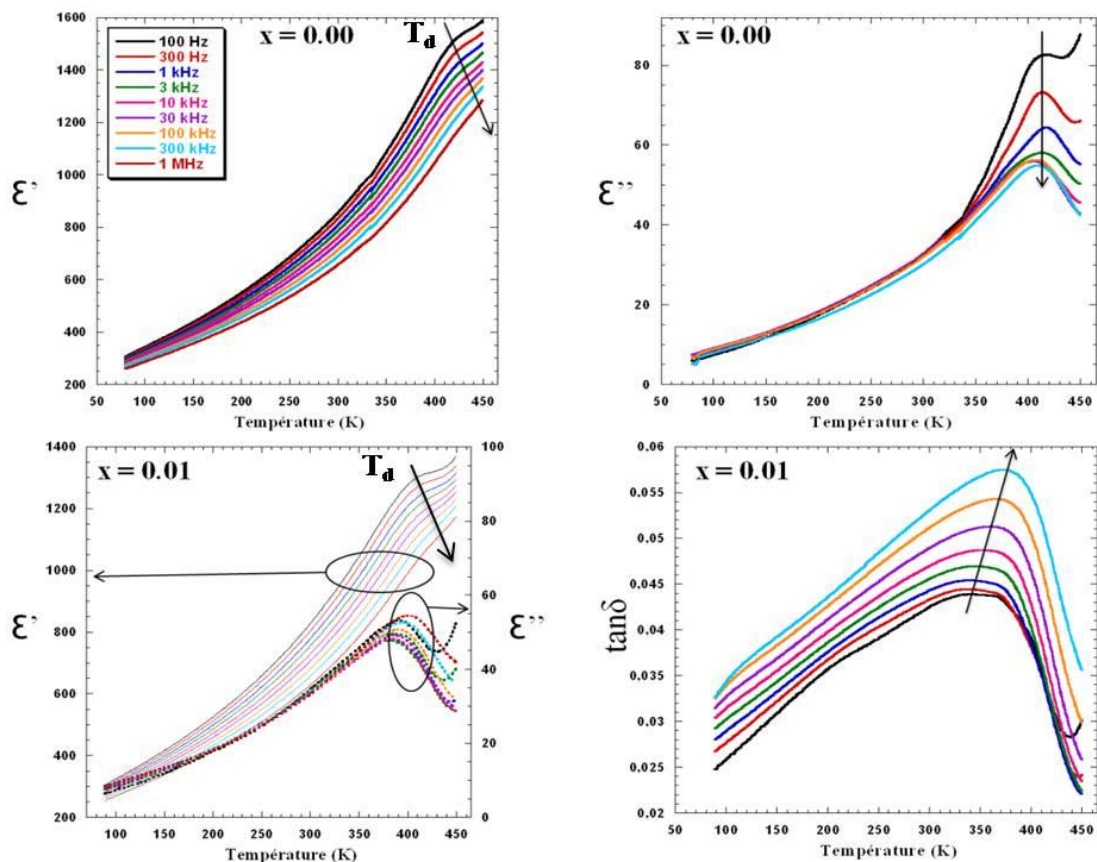 x = 0.00
T_d
100 Hz
300 Hz
1 kHz
3 kHz
10 kHz
30 kHz
100 kHz
300 kHz
1 MHz
1600
1400
1200
1000
800
600
400
200
ε’
50 100 150 200 250 300 350 400 450
Température (K)
x = 0.00
80
60
40
20
0
ε’’
50 100 150 200 250 300 350 400 450
Température (K)
x = 0.01
T_d
1400
1200
1000
800
600
400
200
ε’
100
90
80
60
40
20
0
ε’’
100 150 200 250 300 350 400 450
Température (K)
x = 0.01
0.06
0.055
0.05
0.045
0.04
0.035
0.03
0.025
0.02
tanδ
50 100 150 200 250 300 350 400 450
Température (K)